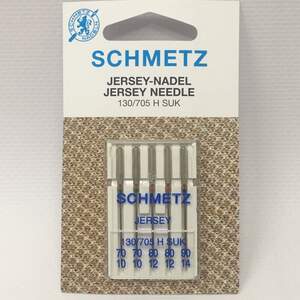 SCHMETZ
SCHMETZ
JERSEY-NADEL
JERSEY NEEDLE
130/705 H SUK
SCHMETZ
JERSEY
130/705 H SUK
70 70 80 80 90
10 10 12 12 14